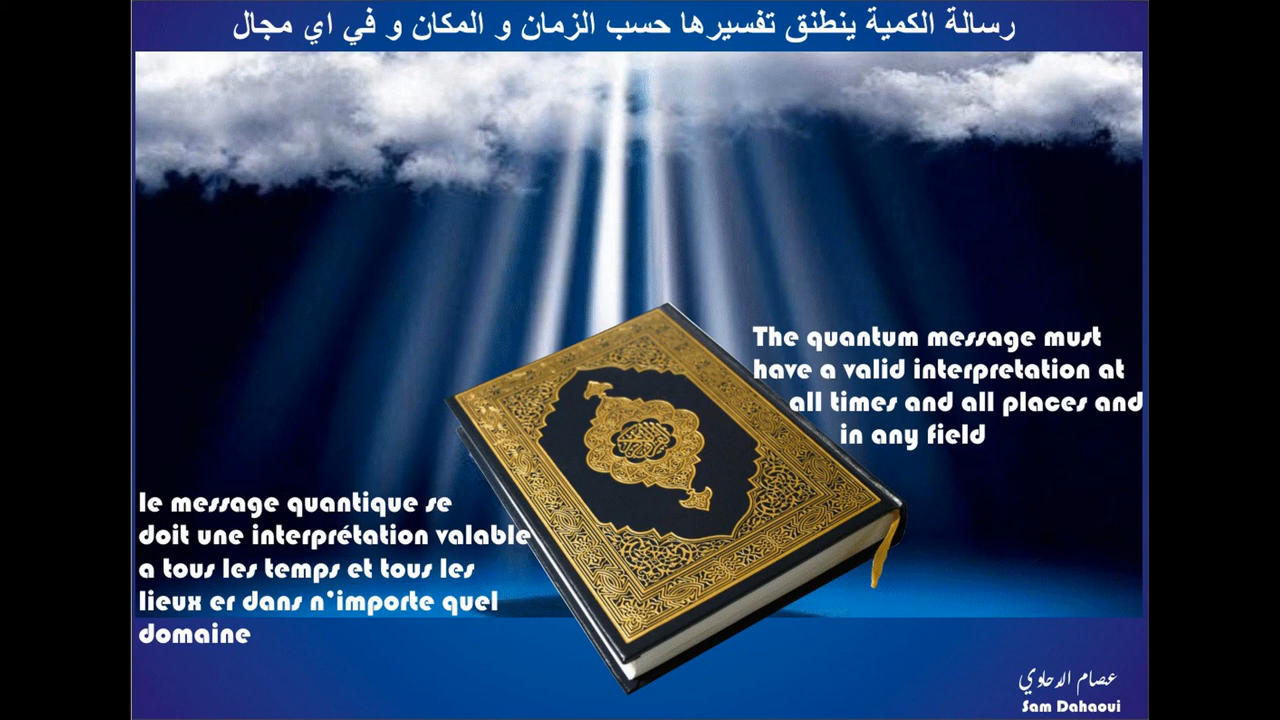 رسالة الكمية ينطنق تفسيرها حسب الزمان و المكان و في اي مجال
The quantum message must
have a valid interpretation at
all times and all places and
in any field
le message quantique se
doit une interprétation valable
a tous les temps et tous les
lieux er dans n'importe quel
domaine
عصام الدحاوي
Sam Dahaoui